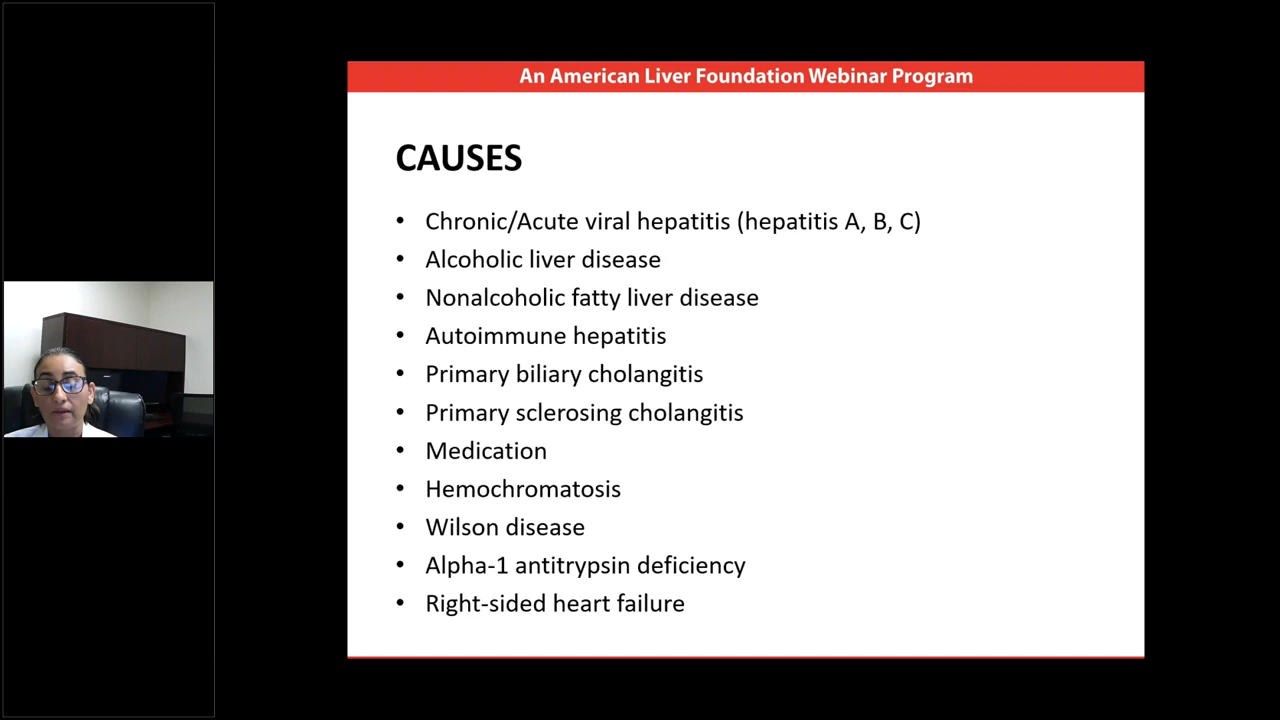 An American Liver Foundation Webinar Program
CAUSES
• Chronic/Acute viral hepatitis (hepatitis A, B, C)
• Alcoholic liver disease
• Nonalcoholic fatty liver disease
• Autoimmune hepatitis
• Primary biliary cholangitis
• Primary sclerosing cholangitis
• Medication
• Hemochromatosis
• Wilson disease
• Alpha-1 antitrypsin deficiency
• Right-sided heart failure